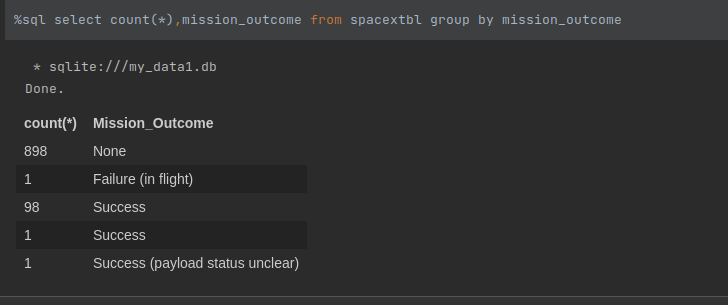 %sql select count(*),mission_outcome from spacextbl group by mission_outcome
* sqlite:///my_data1.db
Done.
count(*) Mission_Outcome
898 None
1 Failure (in flight)
98 Success
1 Success
1 Success (payload status unclear)